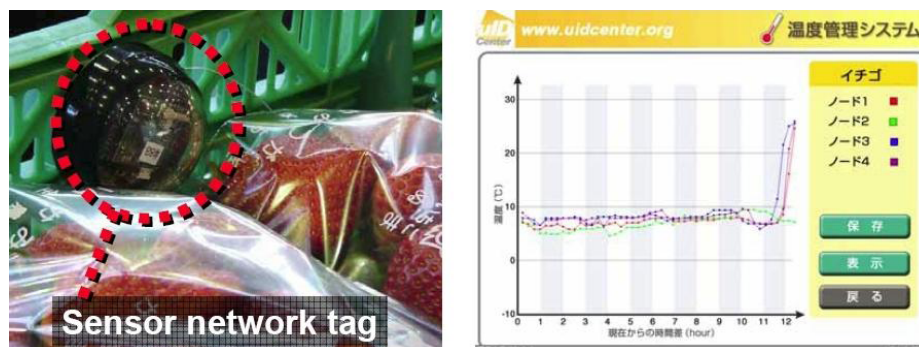 Sensor network tag
uID
Center
www.uidcenter.org
温度管理システム
イチゴ
ノード1
ノード2
ノード3
ノード4
保存
表示
戻る
温度(℃)
30
20
10
0
-10
0 1 2 3 4 5 6 7 8 9 10 11 12
現在からの時間差(hour)